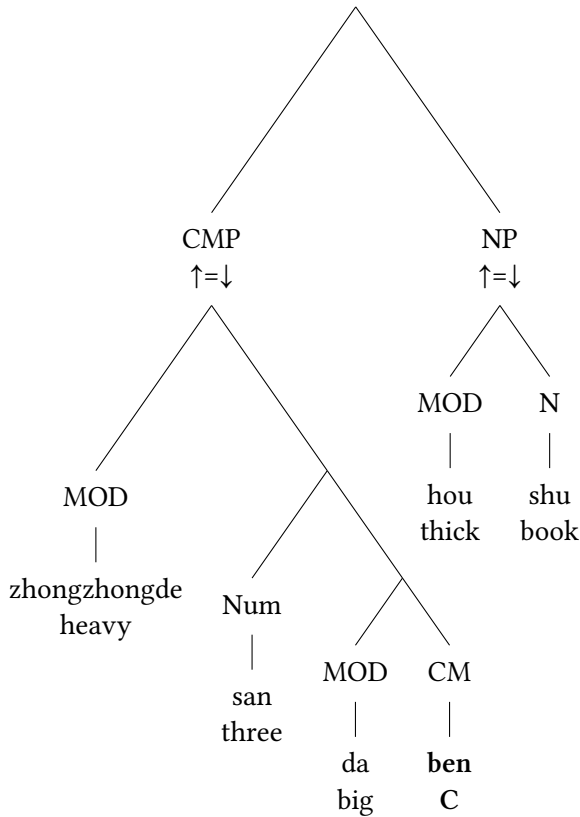 CMP NP
↑=↓ ↑=↓
MOD N
hou shu
thick book
MOD
zhongzhongde
heavy
Num
san
three
MOD CM
da ben
big C